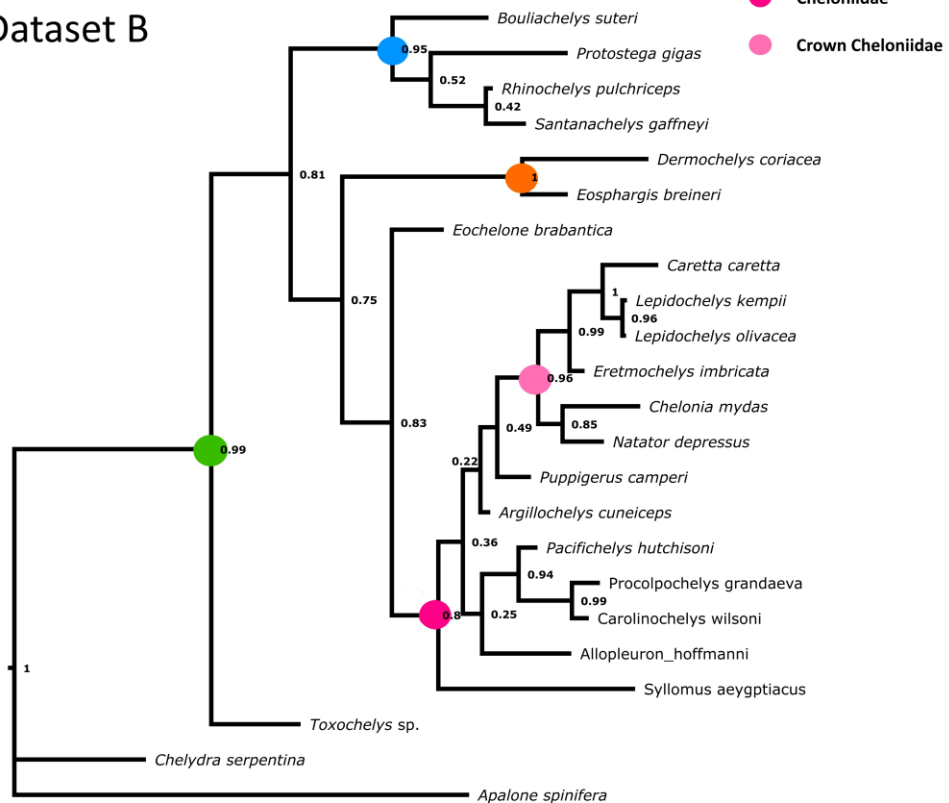 Cheloniidae
Dataset B
Crown Cheloniidae
Bouliachelys suteri
0.95
Protostega gigas
0.52
Rhinochelys pulchriceps
0.42
Santanachelys gaffneyi
Dermochelys coriacea
0.81
1
Eosphargis breineri
Eochelone brabantica
Caretta caretta
1
Lepidochelys kempii
0.75
0.96
0.99
Lepidochelys olivacea
Eretmochelys imbricata
0.96
Chelonia mydas
0.83
0.49
0.85
Natator depressus
0.99
0.22
Puppigerus camperi
Argillochelys cuneiceps
0.36
Pacifichelys hutchisoni
0.94
Procolpochelys grandaeva
0.99
0.8
0.25
Carolinochelys wilsoni
Allopleuron_hoffmanni
1
Syllomus aeygptiacus
Toxochelys sp.
Chelydra serpentina
Apalone spinifera